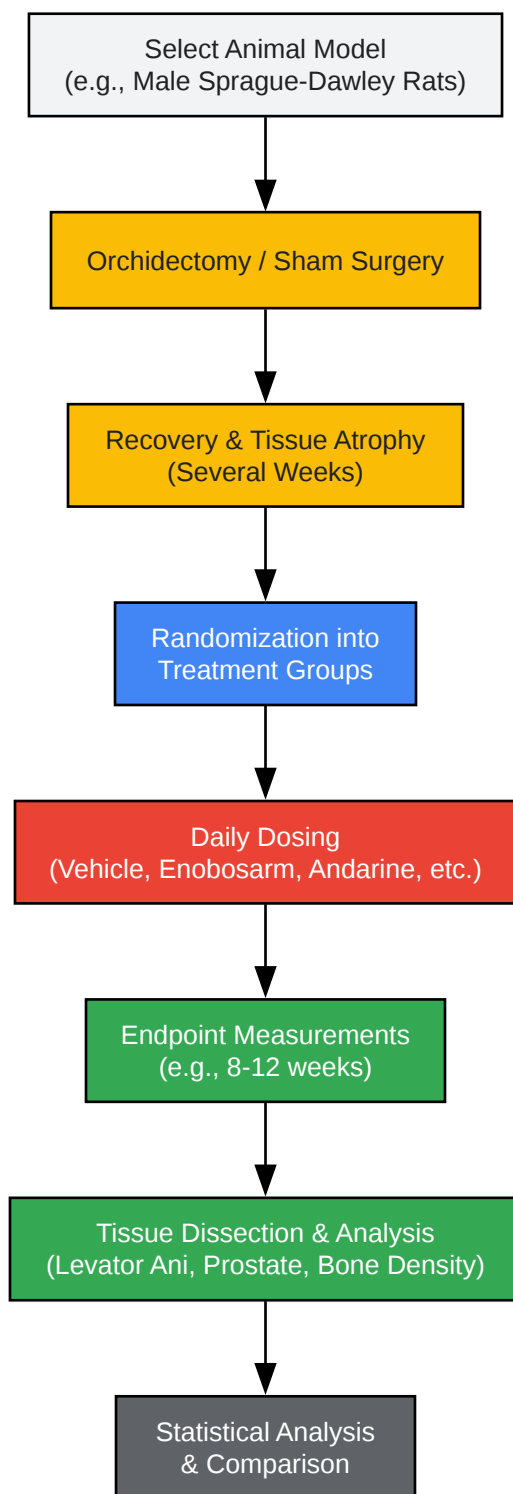 Select Animal Model
(e.g., Male Sprague-Dawley Rats)
Orchidectomy / Sham Surgery
Recovery & Tissue Atrophy
(Several Weeks)
Randomization into
Treatment Groups
Daily Dosing
(Vehicle, Enobosarm, Andarine, etc.)
Endpoint Measurements
(e.g., 8-12 weeks)
Tissue Dissection & Analysis
(Levator Ani, Prostate, Bone Density)
Statistical Analysis
& Comparison